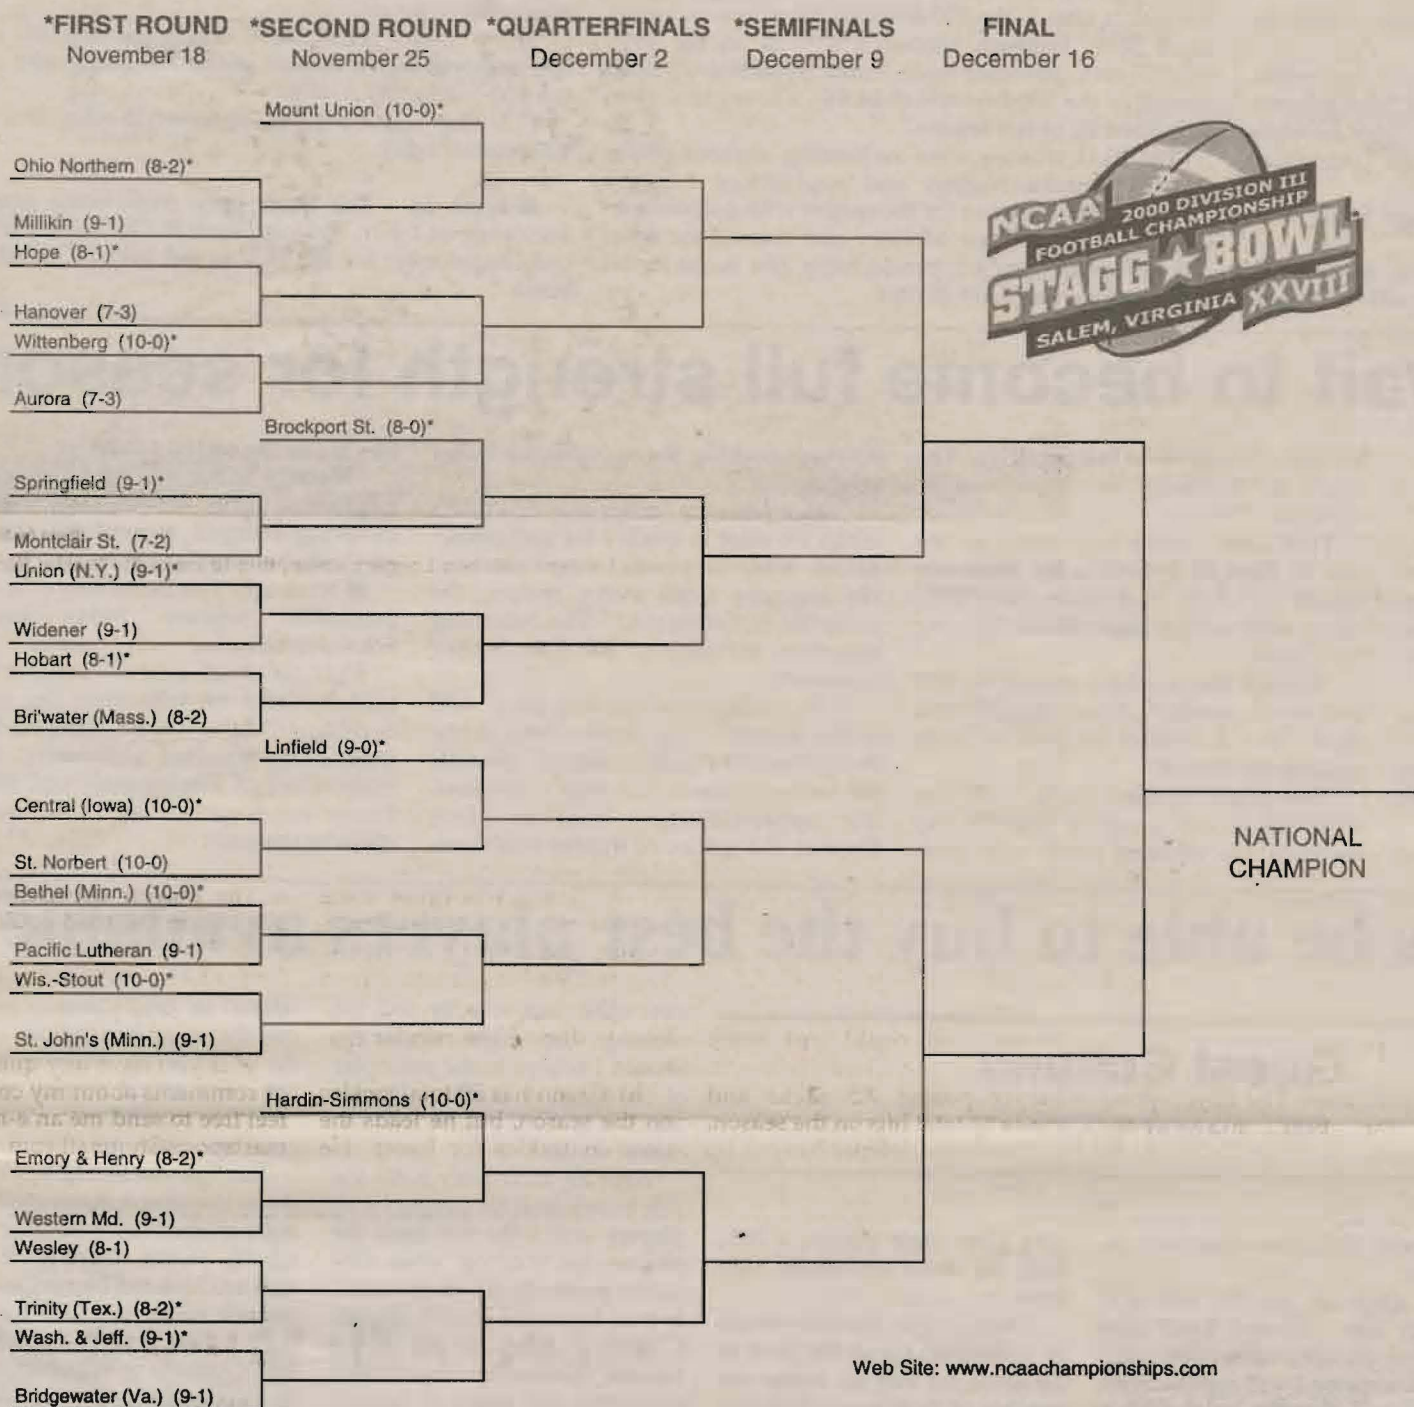 *FIRST ROUND *SECOND ROUND *QUARTERFINALS *SEMIFINALS FINAL
November 18 November 25 December 2 December 9 December 16
Mount Union (10-0)*
Ohio Northern (8-2)*
Millikin (9-1)
Hope (8-1)*
Hanover (7-3)
Wittenberg (10-0)*
Aurora (7-3)
Brockport St. (8-0)*
Springfield (9-1)*
Montclair St. (7-2)
Union (N.Y.) (9-1)*
Widener (9-1)
Hobart (8-1)*
Bri'water (Mass.) (8-2)
Linfield (9-0)*
Central (Iowa) (10-0)*
St. Norbert (10-0)
Bethel (Minn.) (10-0)*
Pacific Lutheran (9-1)
Wis.-Stout (10-0)*
St. John's (Minn.) (9-1)
Hardin-Simmons (10-0)*
Emory & Henry (8-2)*
Western Md. (9-1)
Wesley (8-1)
Trinity (Tex.) (8-2)*
Wash. & Jeff. (9-1)*
Bridgewater (Va.) (9-1)
NCAA
2000 DIVISION III
FOOTBALL CHAMPIONSHIP
STAGG BOWL
SALEM, VIRGINIA XXVIII
NATIONAL
CHAMPION
Web Site: www.ncaachampionships.com